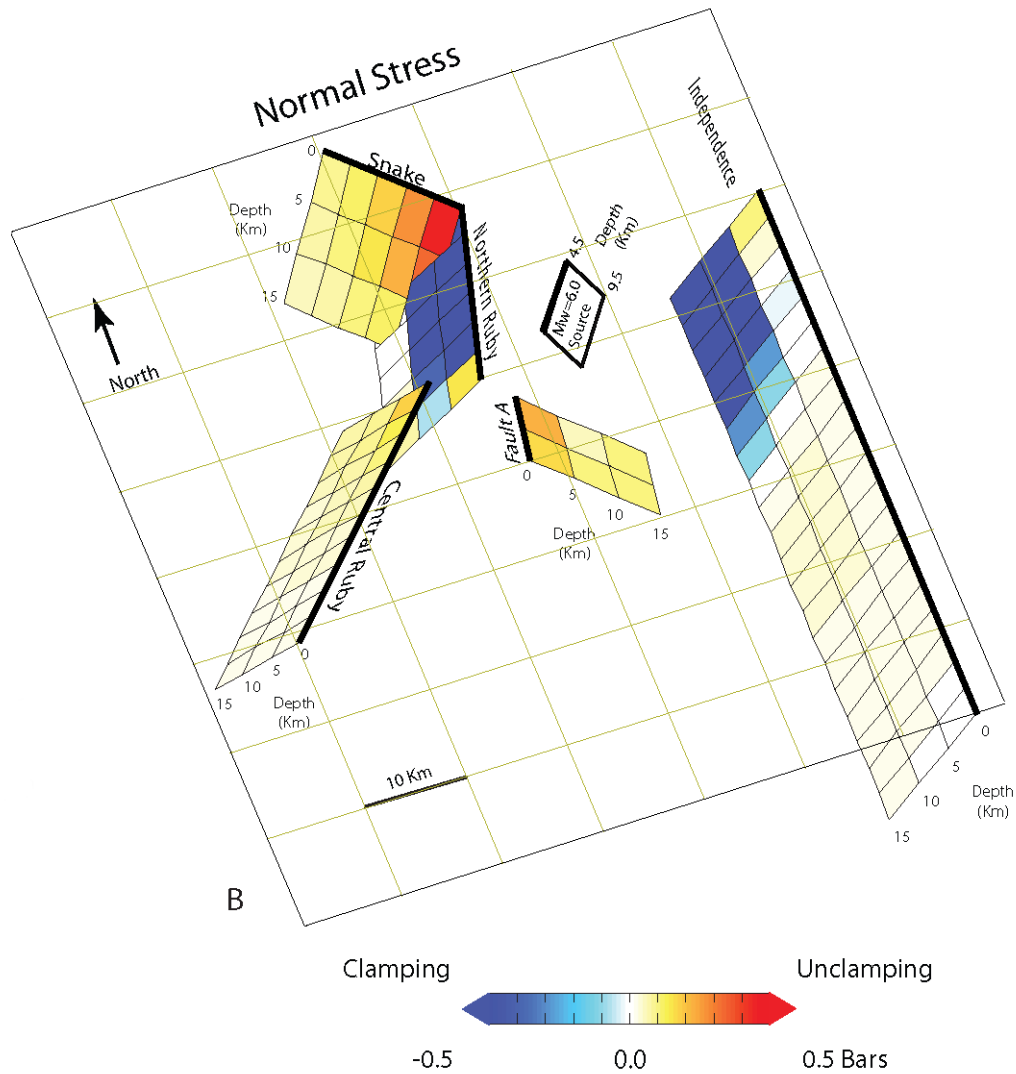 Normal Stress
Independence
0
Snake
5
Depth
(Km)
10
15
Northern Ruby
4.5
Depth
(Km)
9.5
Mw=6.0
Source
North
Fault A
0
5
10
15
Depth
(Km)
Central Ruby
0
5
10
15
Depth
(Km)
0
5
10
15
Depth
(Km)
10 Km
B
Clamping
Unclamping
-0.5
0.0
0.5 Bars